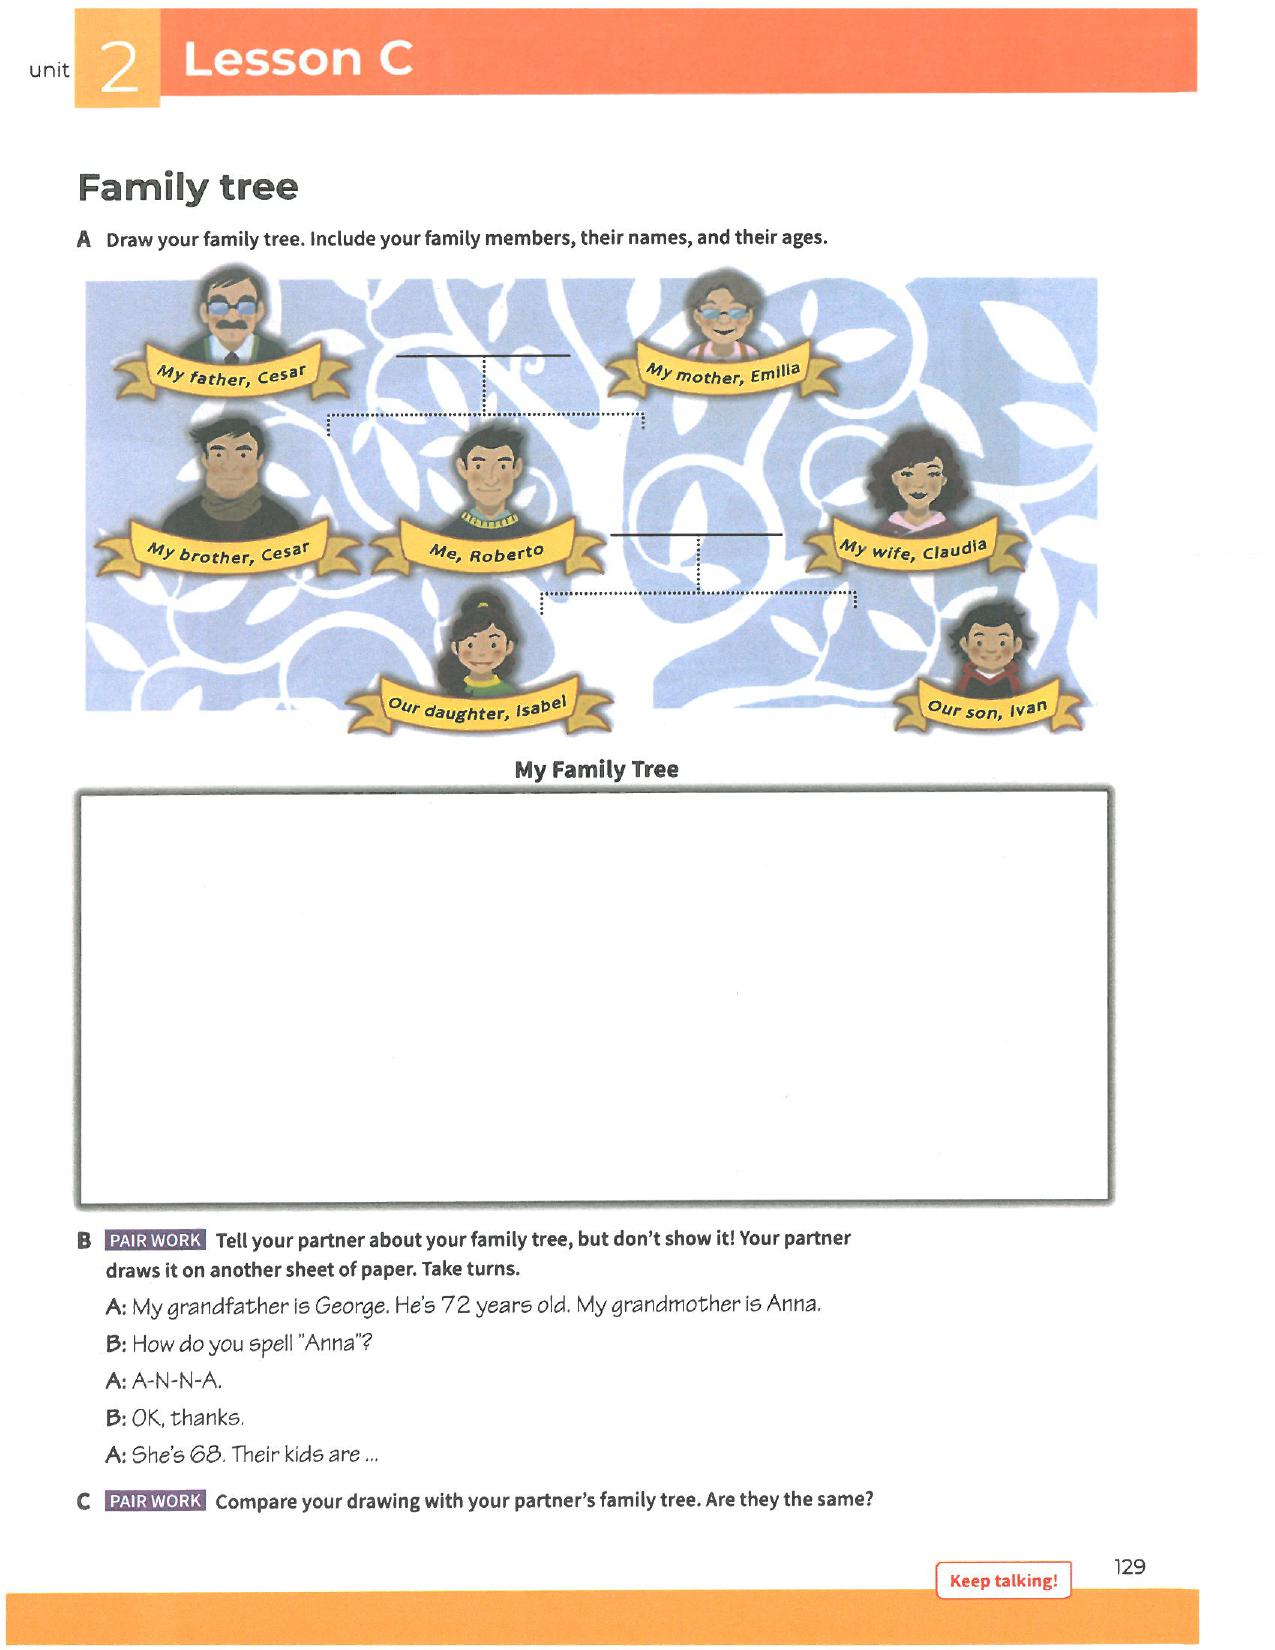 unit 2 Lesson C
Family tree
A Draw your family tree. Include your family members, their names, and their ages.
My father, Cesar
My mother, Emilia
My brother, Cesar
Me, Roberto
My wife, Claudia
Our daughter, Isabel
Our son, Ivan
My Family Tree
B PAIR WORK Tell your partner about your family tree, but don't show it! Your partner
draws it on another sheet of paper. Take turns.
A: My grandfather is George. He's 72 years old. My grandmother is Anna.
B: How do you spell "Anna"?
A: A-N-N-A.
B: OK, thanks.
A: She's 68. Their kids are ...
C PAIR WORK Compare your drawing with your partner's family tree. Are they the same?
Keep talking!
129